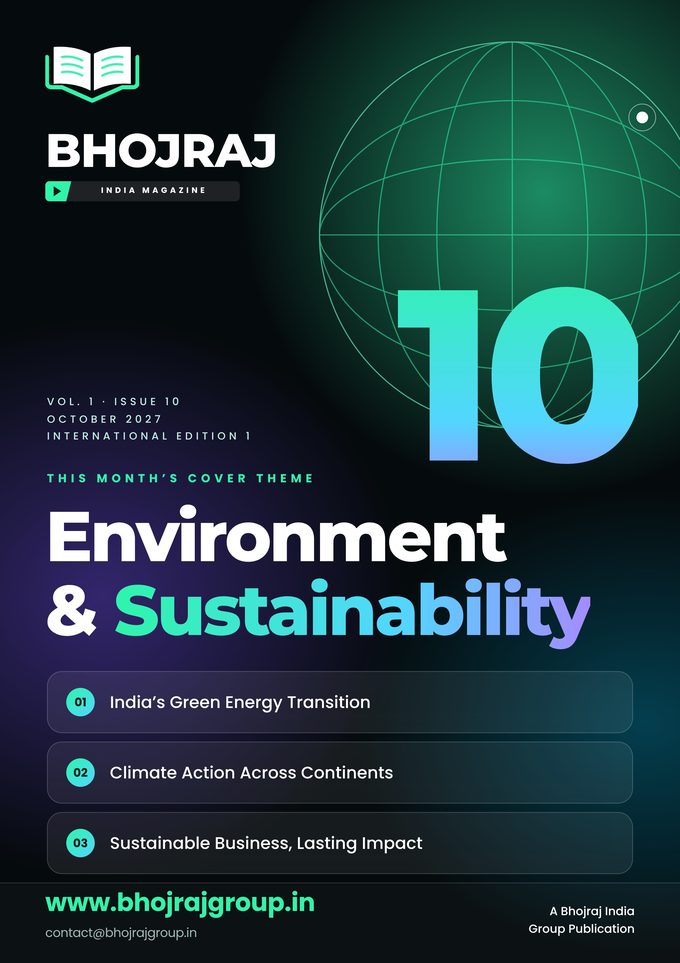 BHOJRAJ
INDIA MAGAZINE
10
VOL. 1 · ISSUE 10
OCTOBER 2027
INTERNATIONAL EDITION 1
THIS MONTH’S COVER THEME
Environment
& Sustainability
01 India’s Green Energy Transition
02 Climate Action Across Continents
03 Sustainable Business, Lasting Impact
www.bhojrajgroup.in
contact@bhojrajgroup.in
A Bhojraj India
Group Publication